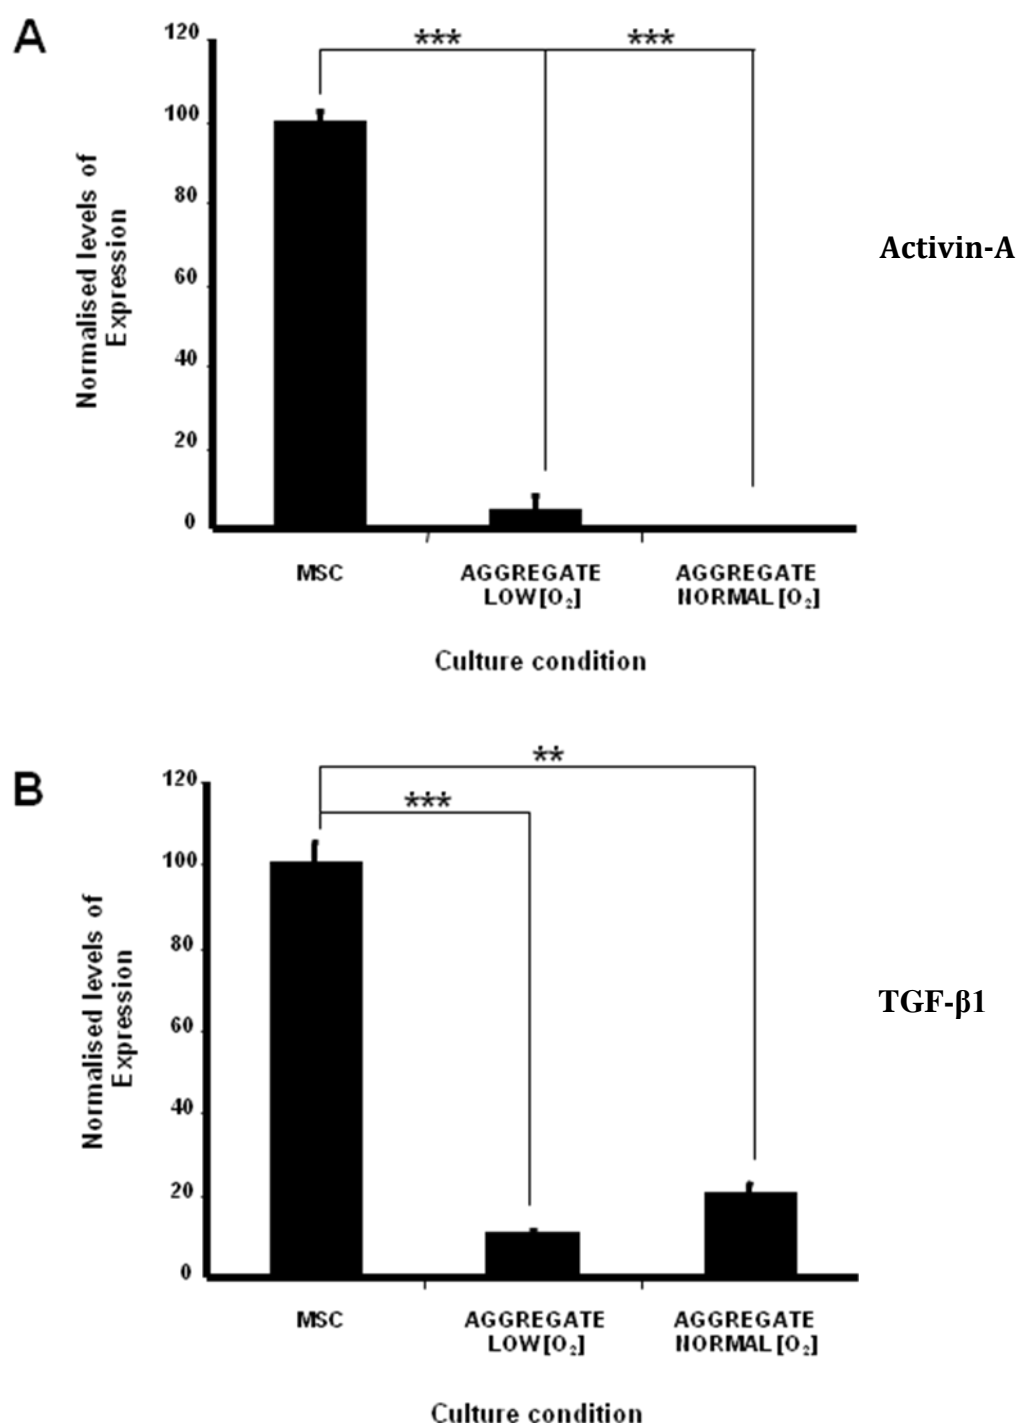 A
120
100
80
60
40
20
0
Normalised levels of
Expression
***
***
MSC
AGGREGATE
LOW[O₂]
AGGREGATE
NORMAL[O₂]
Culture condition
Activin-A
B
120
100
80
60
40
20
0
Normalised levels of
Expression
**
***
MSC
AGGREGATE
LOW[O₂]
AGGREGATE
NORMAL[O₂]
Culture condition
TGF-β1